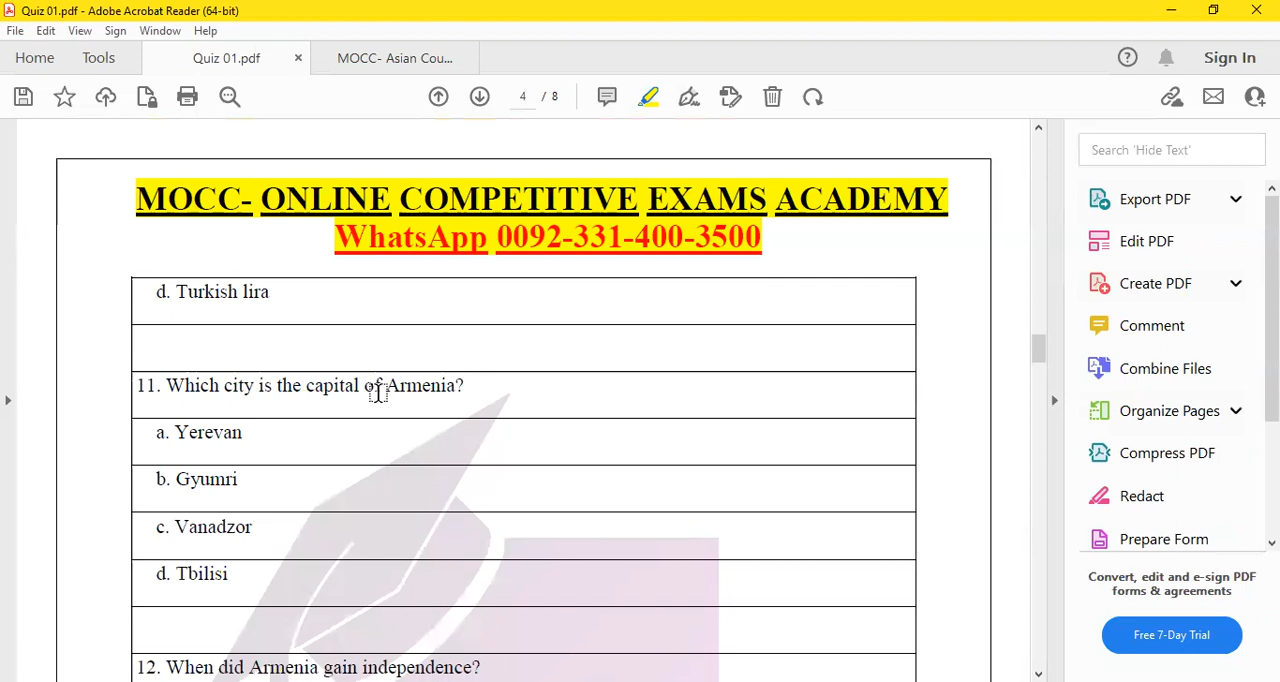 Quiz 01.pdf - Adobe Acrobat Reader (64-bit)
File Edit View Sign Window Help
Home Tools Quiz 01.pdf × MOCC- Asian Cou... Sign In
4 / 8
Search 'Hide Text'
MOCC- ONLINE COMPETITIVE EXAMS ACADEMY
WhatsApp 0092-331-400-3500
d. Turkish lira
11. Which city is the capital of Armenia?
a. Yerevan
b. Gyumri
c. Vanadzor
d. Tbilisi
12. When did Armenia gain independence?
Export PDF
Edit PDF
Create PDF
Comment
Combine Files
Organize Pages
Compress PDF
Redact
Prepare Form
Convert, edit and e-sign PDF
forms & agreements
Free 7-Day Trial